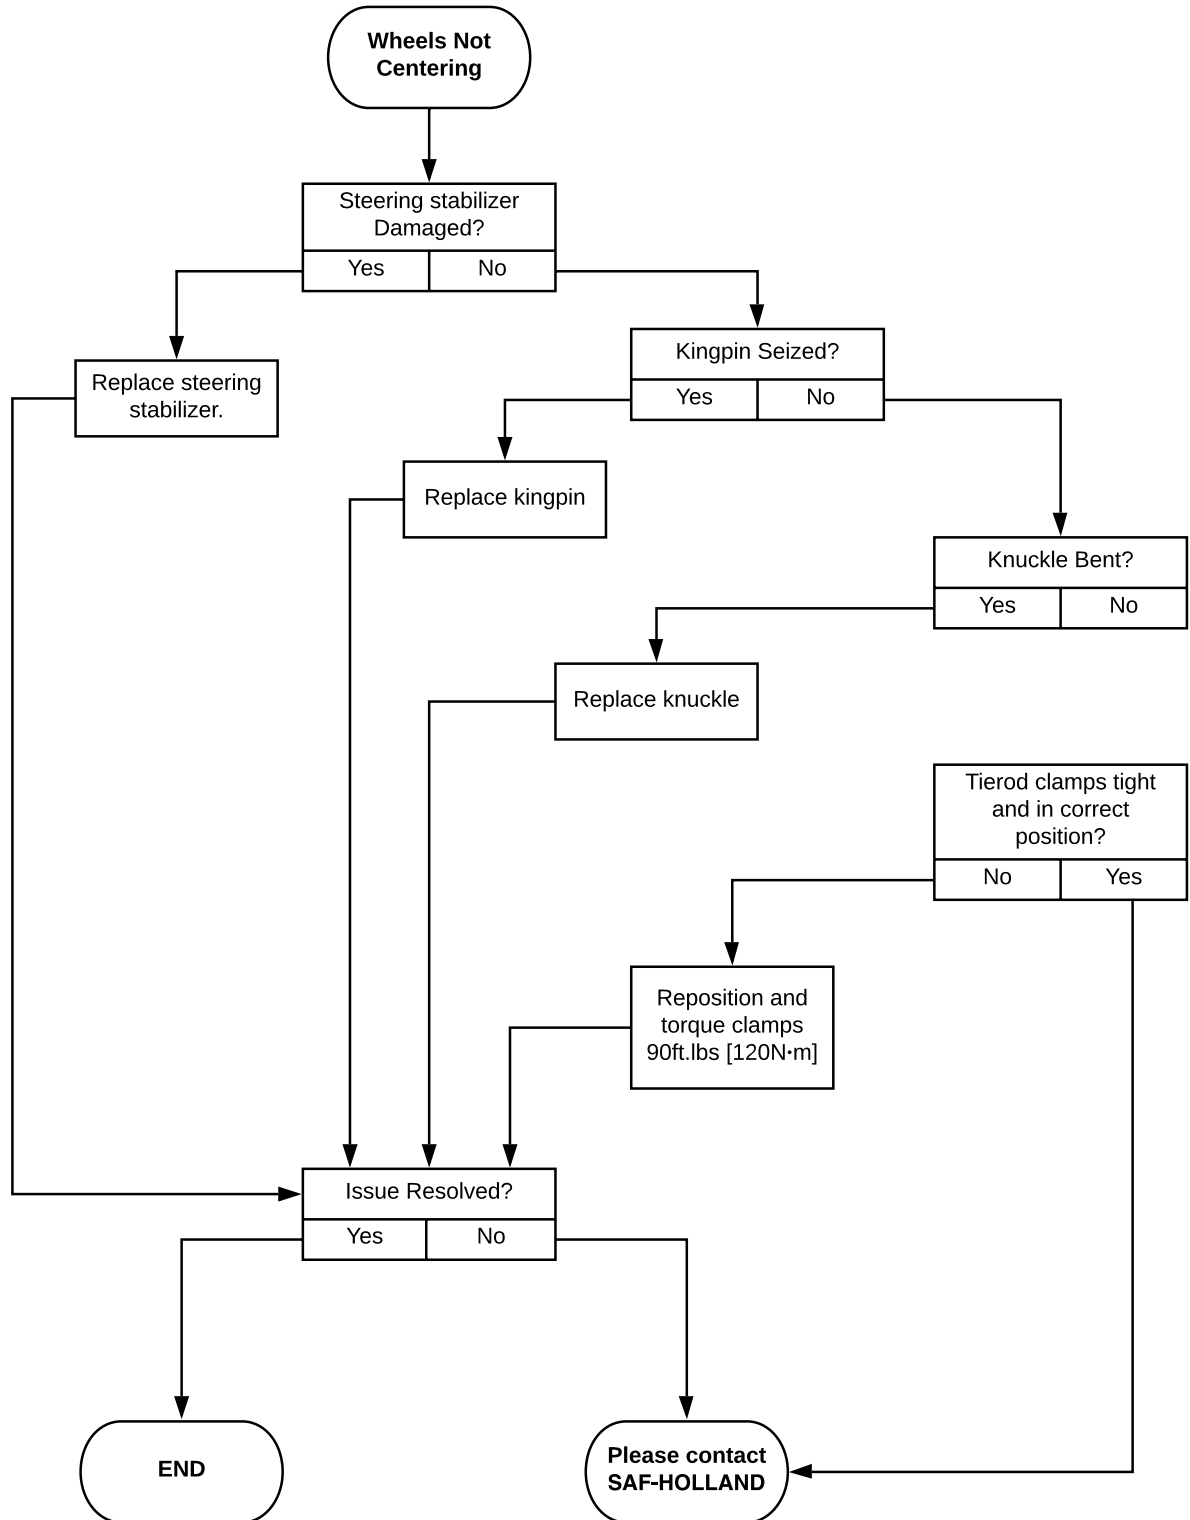 Wheels Not
Centering
Steering stabilizer
Damaged?
Yes
No
Kingpin Seized?
Yes
No
Replace steering
stabilizer.
Replace kingpin
Knuckle Bent?
Yes
No
Replace knuckle
Tierod clamps tight
and in correct
position?
No
Yes
Reposition and
torque clamps
90ft.lbs [120N•m]
Issue Resolved?
Yes
No
END
Please contact
SAF-HOLLAND